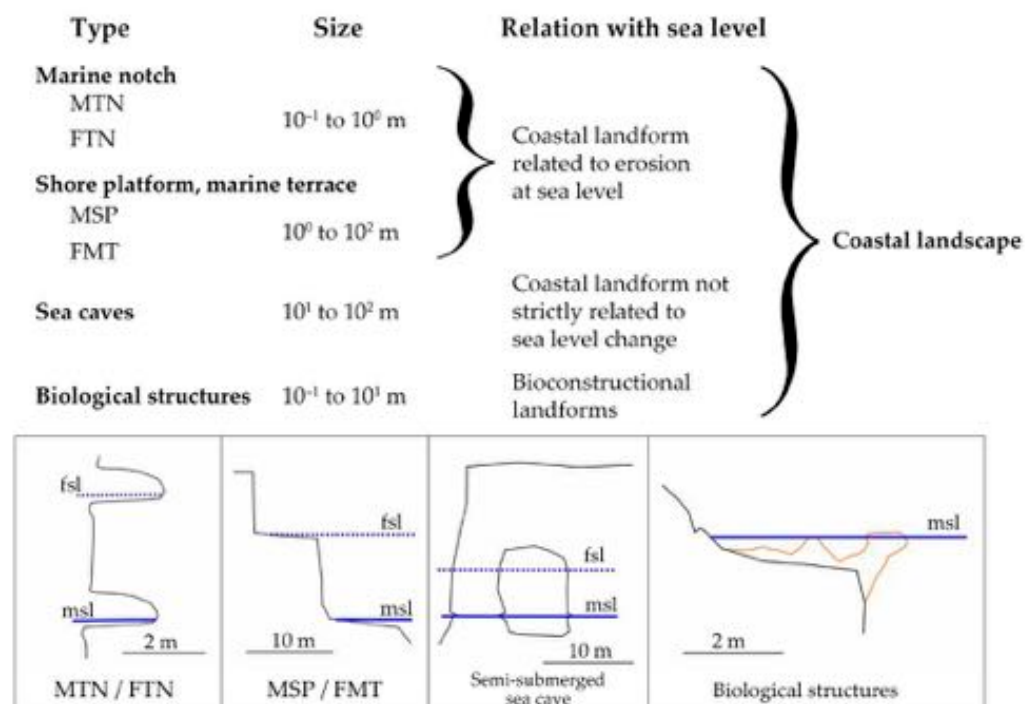 Type Size Relation with sea level
Marine notch
MTN
FTN
10⁻¹ to 10⁰ m
Coastal landform
related to erosion
at sea level
Shore platform, marine terrace
MSP
FMT
10⁰ to 10² m
Coastal landscape
Sea caves
10¹ to 10² m
Coastal landform not
strictly related to
sea level change
Biological structures
10⁻¹ to 10¹ m
Bioconstructional
landforms
fsl
msl
2 m
MTN / FTN
fsl
msl
10 m
MSP / FMT
fsl
msl
10 m
Semi-submerged
sea cave
msl
2 m
Biological structures